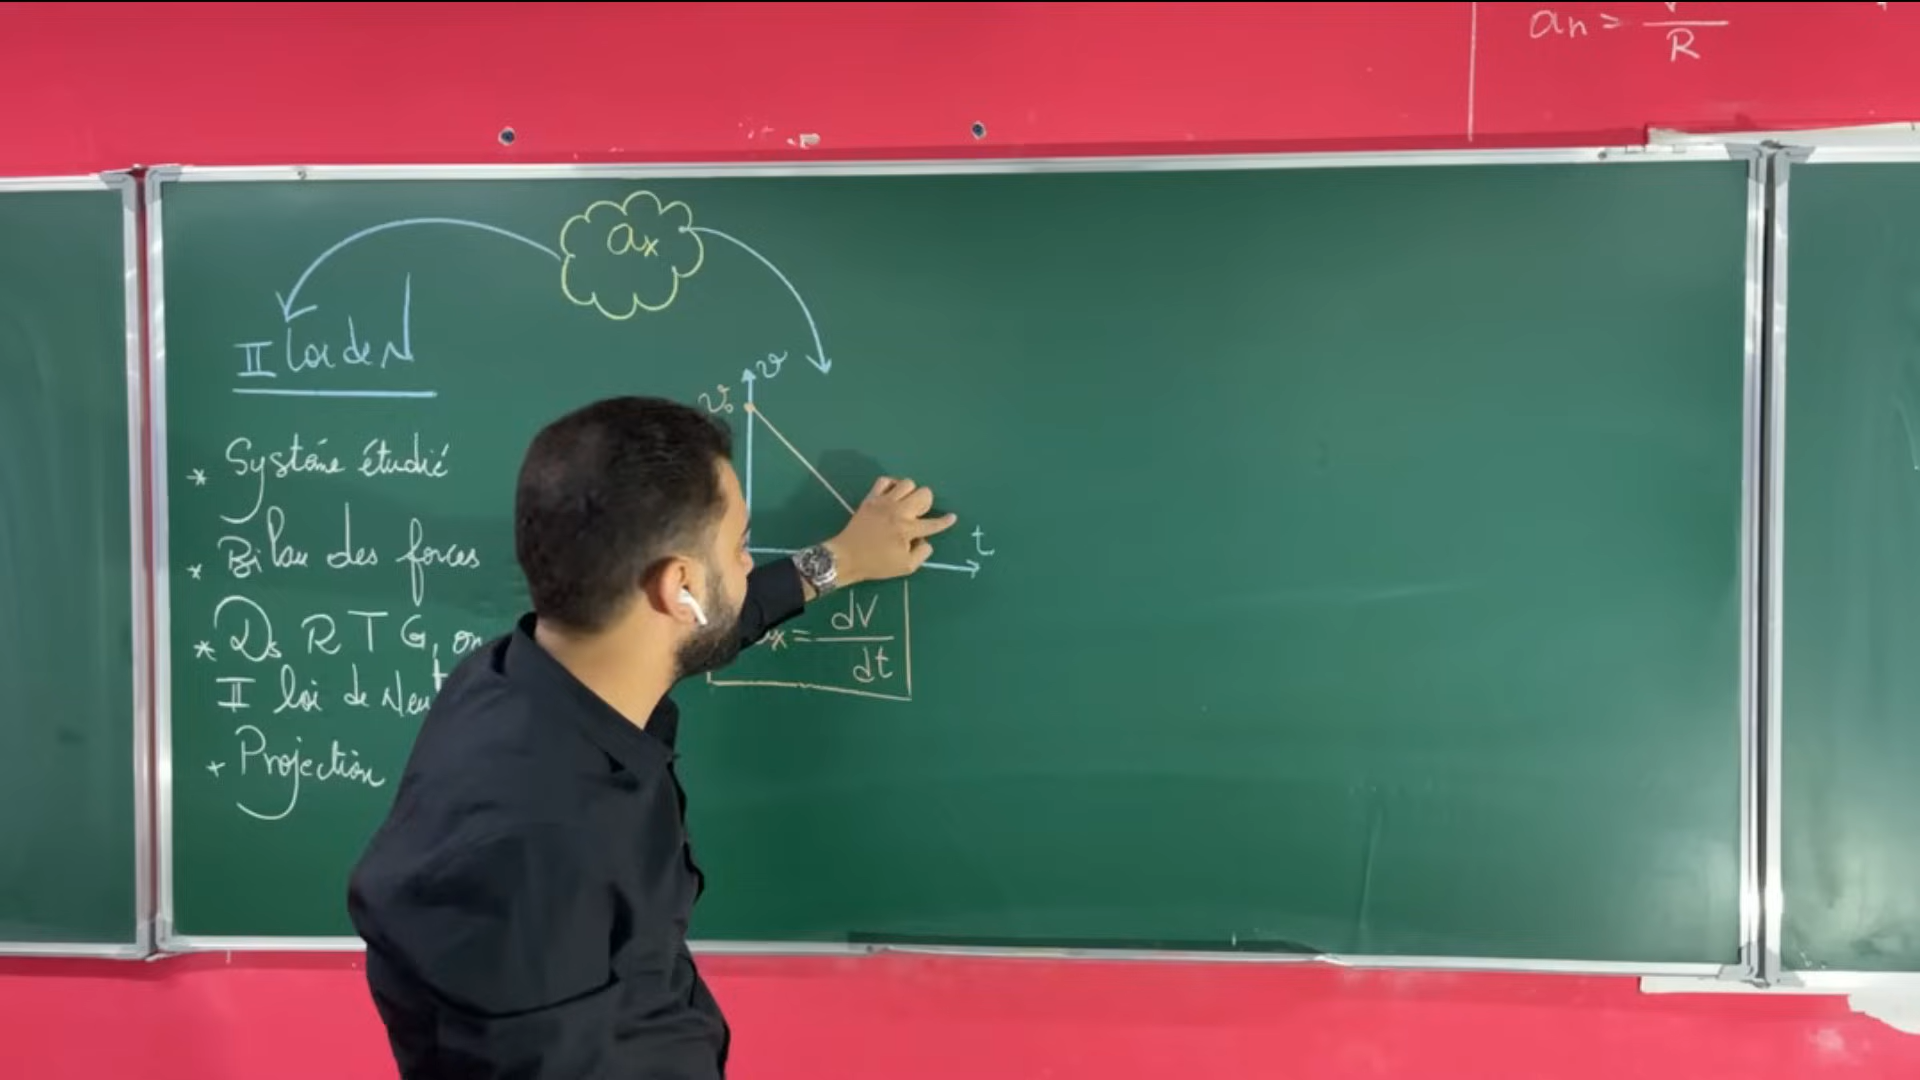 an = V / R
ax
II Loi de N
v
v₀
* Système étudié
t
* Bilan des forces
dV
* Ds R T G, on
x = ── 
dt
II loi de Newt
* Projection